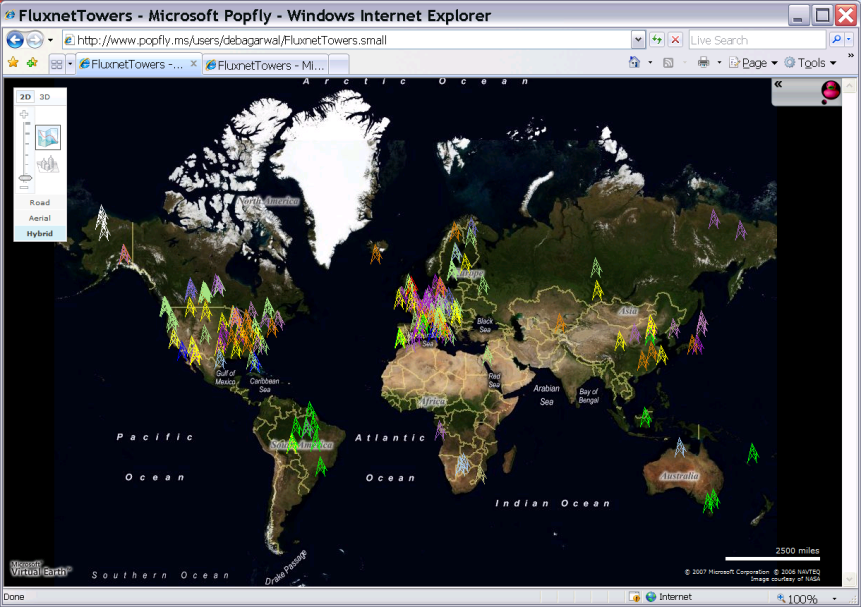 FluxnetTowers - Microsoft Popfly - Windows Internet Explorer
http://www.popfly.ms/users/debagarwal/FluxnetTowers.small
Live Search
FluxnetTowers -...
FluxnetTowers - Mi...
Page
Tools
Arctic Ocean
2D 3D
Road
Aerial
Hybrid
North America
Europe
Asia
Black
Sea
Gulf of
Mexico
Caribbean
Sea
Red
Sea
Arabian
Sea
Bay of
Bengal
Africa
Pacific
Ocean
Atlantic
Ocean
South America
Indian Ocean
Australia
Southern Ocean
Drake Passage
2500 miles
Microsoft
Virtual Earth™
© 2007 Microsoft Corporation © 2006 NAVTEQ
Image courtesy of NASA
Done
Internet
100%